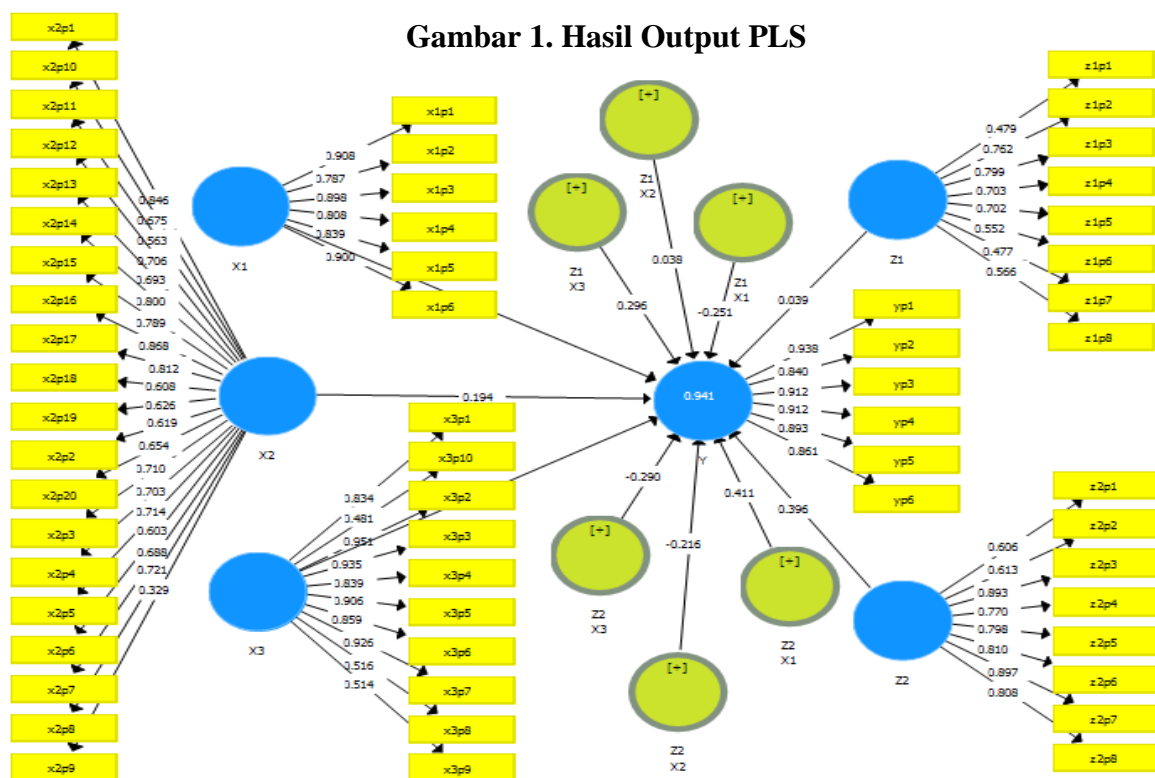 Gambar 1. Hasil Output PLS
x2p1
x2p10
x2p11
x2p12
x2p13
x2p14
x2p15
x2p16
x2p17
x2p18
x2p19
x2p2
x2p20
x2p3
x2p4
x2p5
x2p6
x2p7
x2p8
x2p9
0.846
0.675
0.563
0.706
0.693
0.800
0.789
0.868
0.812
0.608
0.626
0.619
0.654
0.710
0.703
0.714
0.603
0.688
0.721
0.329
X1
X2
X3
x1p1
x1p2
x1p3
x1p4
x1p5
x1p6
0.908
0.787
0.898
0.808
0.839
0.900
0.194
x3p1
x3p10
x3p2
x3p3
x3p4
x3p5
x3p6
x3p7
x3p8
x3p9
0.834
0.481
0.951
0.935
0.839
0.906
0.859
0.926
0.516
0.514
[+]
Z1
X2
0.038
[+]
Z1
X3
0.296
[+]
Z1
X1
-0.251
0.941
Y
[+]
Z2
X3
-0.290
[+]
Z2
X2
-0.216
[+]
Z2
X1
0.411
0.039
0.396
yp1
yp2
yp3
yp4
yp5
yp6
0.938
0.840
0.912
0.912
0.893
0.861
Z1
z1p1
z1p2
z1p3
z1p4
z1p5
z1p6
z1p7
z1p8
0.479
0.762
0.799
0.703
0.702
0.552
0.477
0.566
Z2
z2p1
z2p2
z2p3
z2p4
z2p5
z2p6
z2p7
z2p8
0.606
0.613
0.893
0.770
0.798
0.810
0.897
0.808